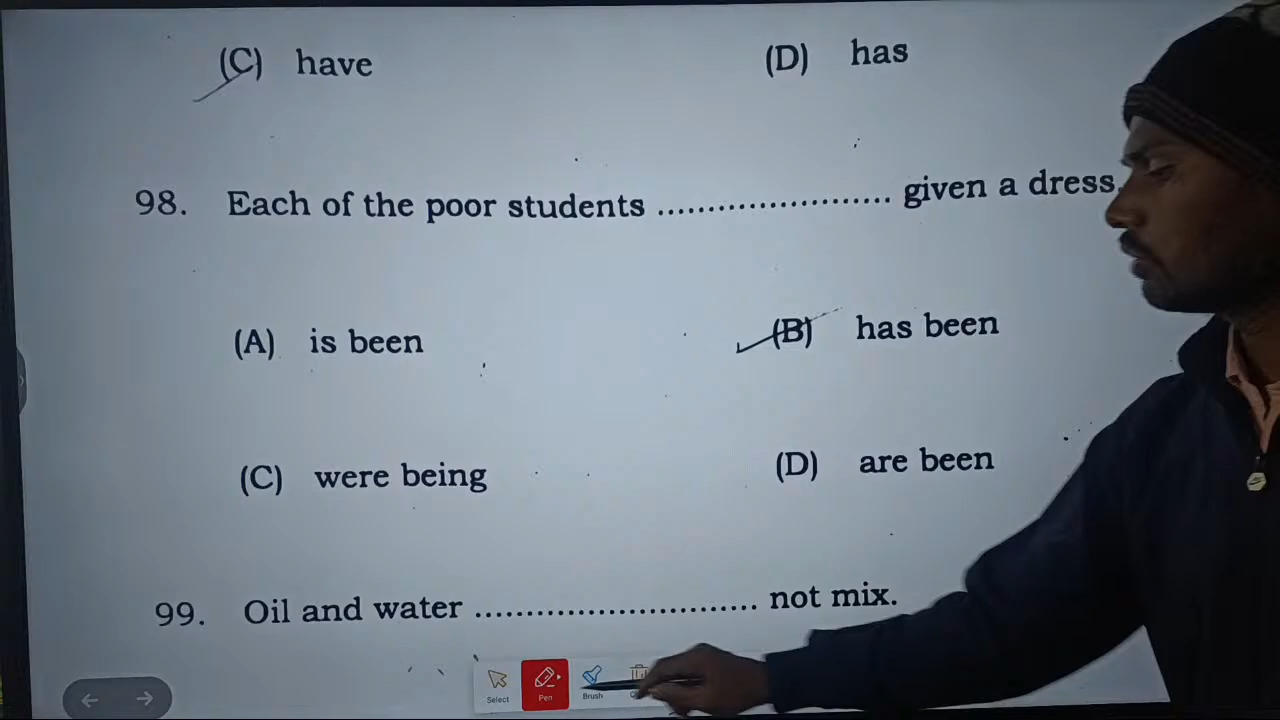 (C) have (D) has
98. Each of the poor students ....................... given a dress.
(A) is been (B) has been
(C) were being (D) are been
99. Oil and water ............................ not mix.
Select Pen Brush